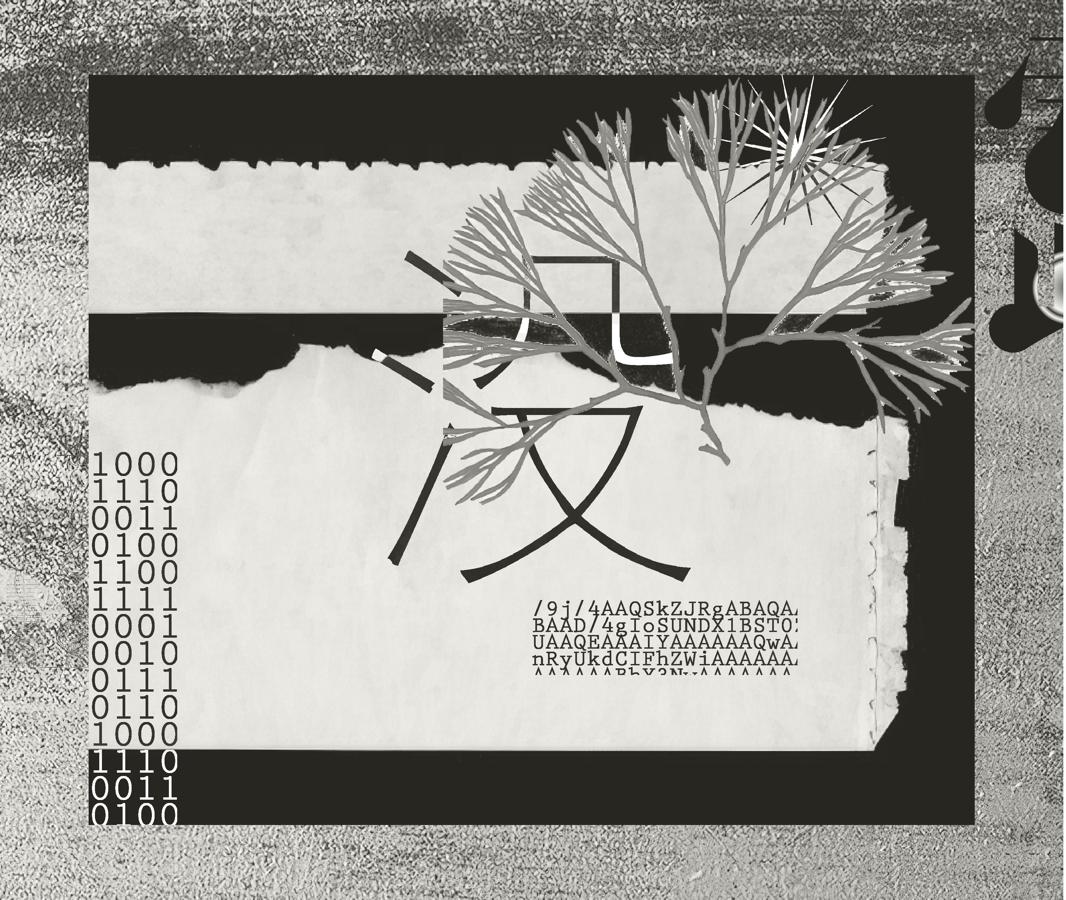 没
1000
1110
0011
0100
1100
1111
0001
0010
0111
0110
1000
1110
0011
0100
/9j/4AAQSkZJRgABAQA
BAAD/4gIoSUNDX1BST0
UAAQEAAAIYAAAAAAQwA
nRyUkdCIFhZWiAAAAAA